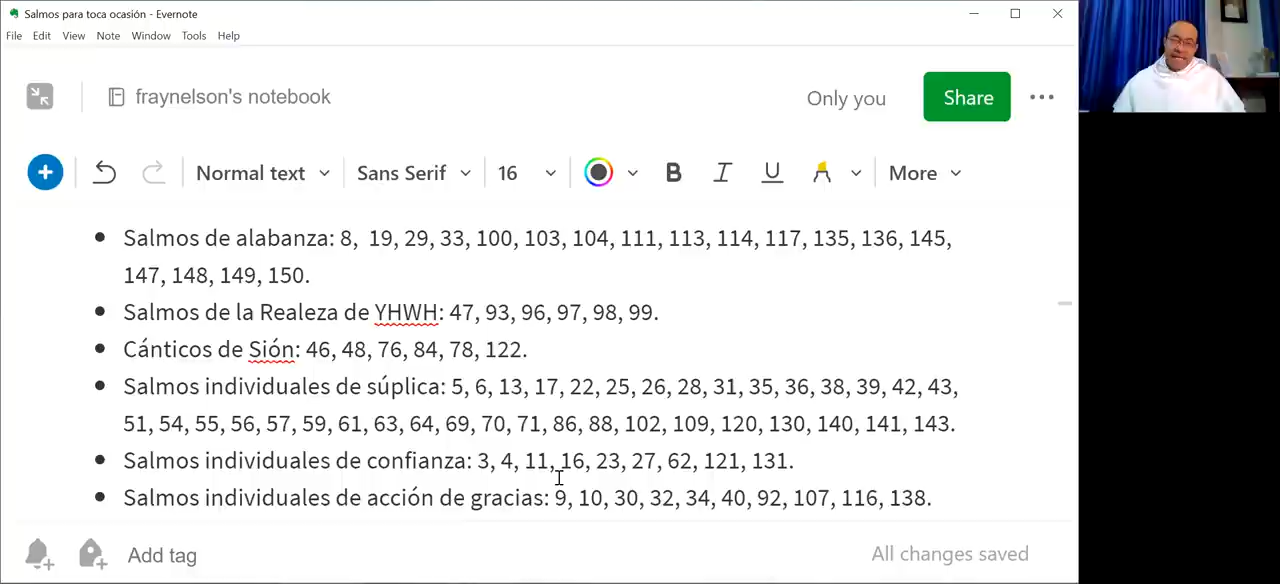 Salmos para toca ocasión - Evernote
File Edit View Note Window Tools Help
fraynelson's notebook
Only you
Share
Normal text
Sans Serif
16
B I U
More
Salmos de alabanza: 8, 19, 29, 33, 100, 103, 104, 111, 113, 114, 117, 135, 136, 145,
147, 148, 149, 150.
Salmos de la Realeza de YHWH: 47, 93, 96, 97, 98, 99.
Cánticos de Sión: 46, 48, 76, 84, 78, 122.
Salmos individuales de súplica: 5, 6, 13, 17, 22, 25, 26, 28, 31, 35, 36, 38, 39, 42, 43,
51, 54, 55, 56, 57, 59, 61, 63, 64, 69, 70, 71, 86, 88, 102, 109, 120, 130, 140, 141, 143.
Salmos individuales de confianza: 3, 4, 11, 16, 23, 27, 62, 121, 131.
Salmos individuales de acción de gracias: 9, 10, 30, 32, 34, 40, 92, 107, 116, 138.
Add tag
All changes saved